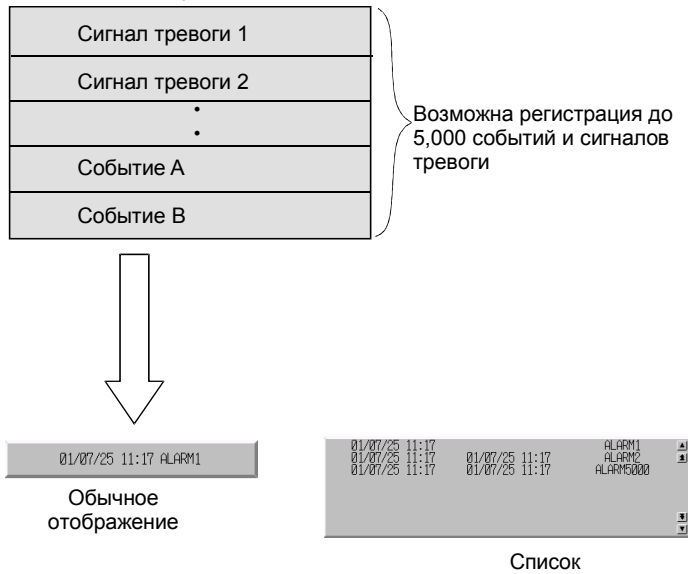 Сигнал тревоги 1
Сигнал тревоги 2
Событие A
Событие B
Возможна регистрация до
5,000 событий и сигналов
тревоги
01/07/25 11:17 ALARM1
Обычное
отображение
01/07/25 11:17 ALARM1
01/07/25 11:17 01/07/25 11:17 ALARM2
01/07/25 11:17 01/07/25 11:17 ALARM5000
Список